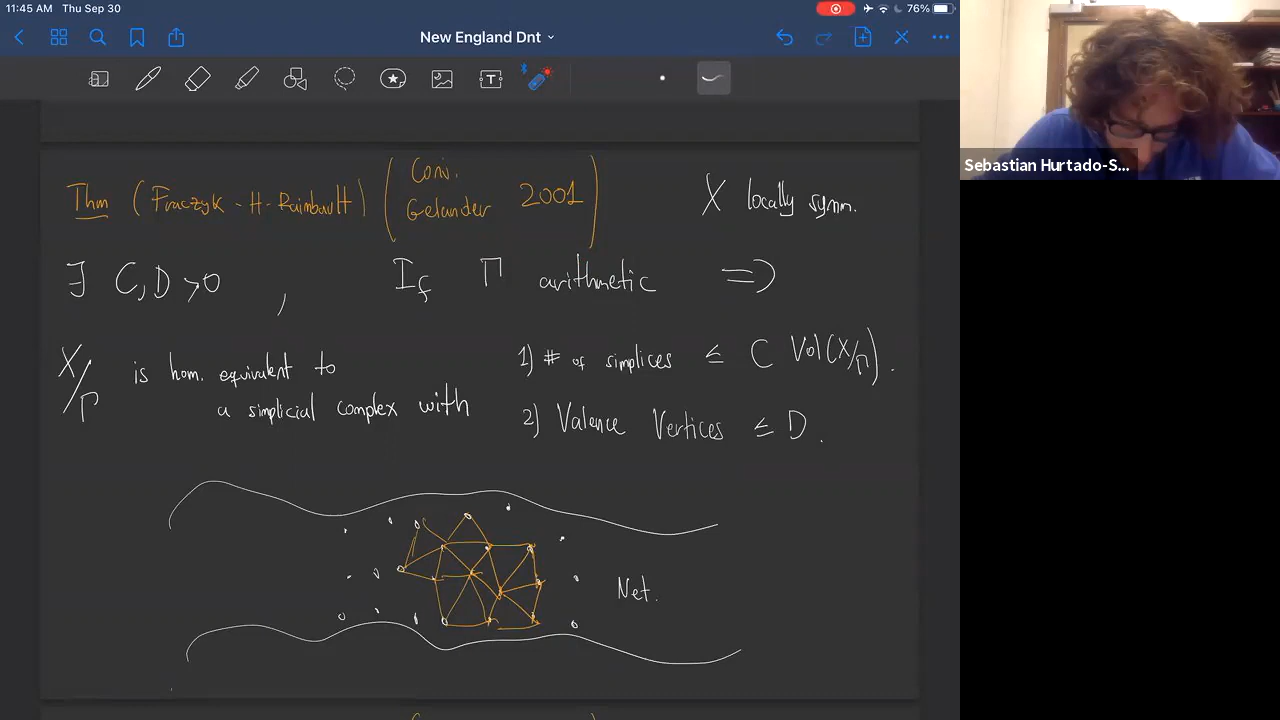 11:45 AM Thu Sep 30
76%
New England Dnt
T
Sebastian Hurtado-S...
Thm (Fraczyk - H - Raimbault) (Conj. Gelander 2001)
X locally symm.
∃ C, D > 0 , If Γ arithmetic =>
X/Γ is hom. equivalent to
a simplicial complex with
1) # of simplices ≤ C Vol(X/Γ).
2) Valence Vertices ≤ D.
Net.